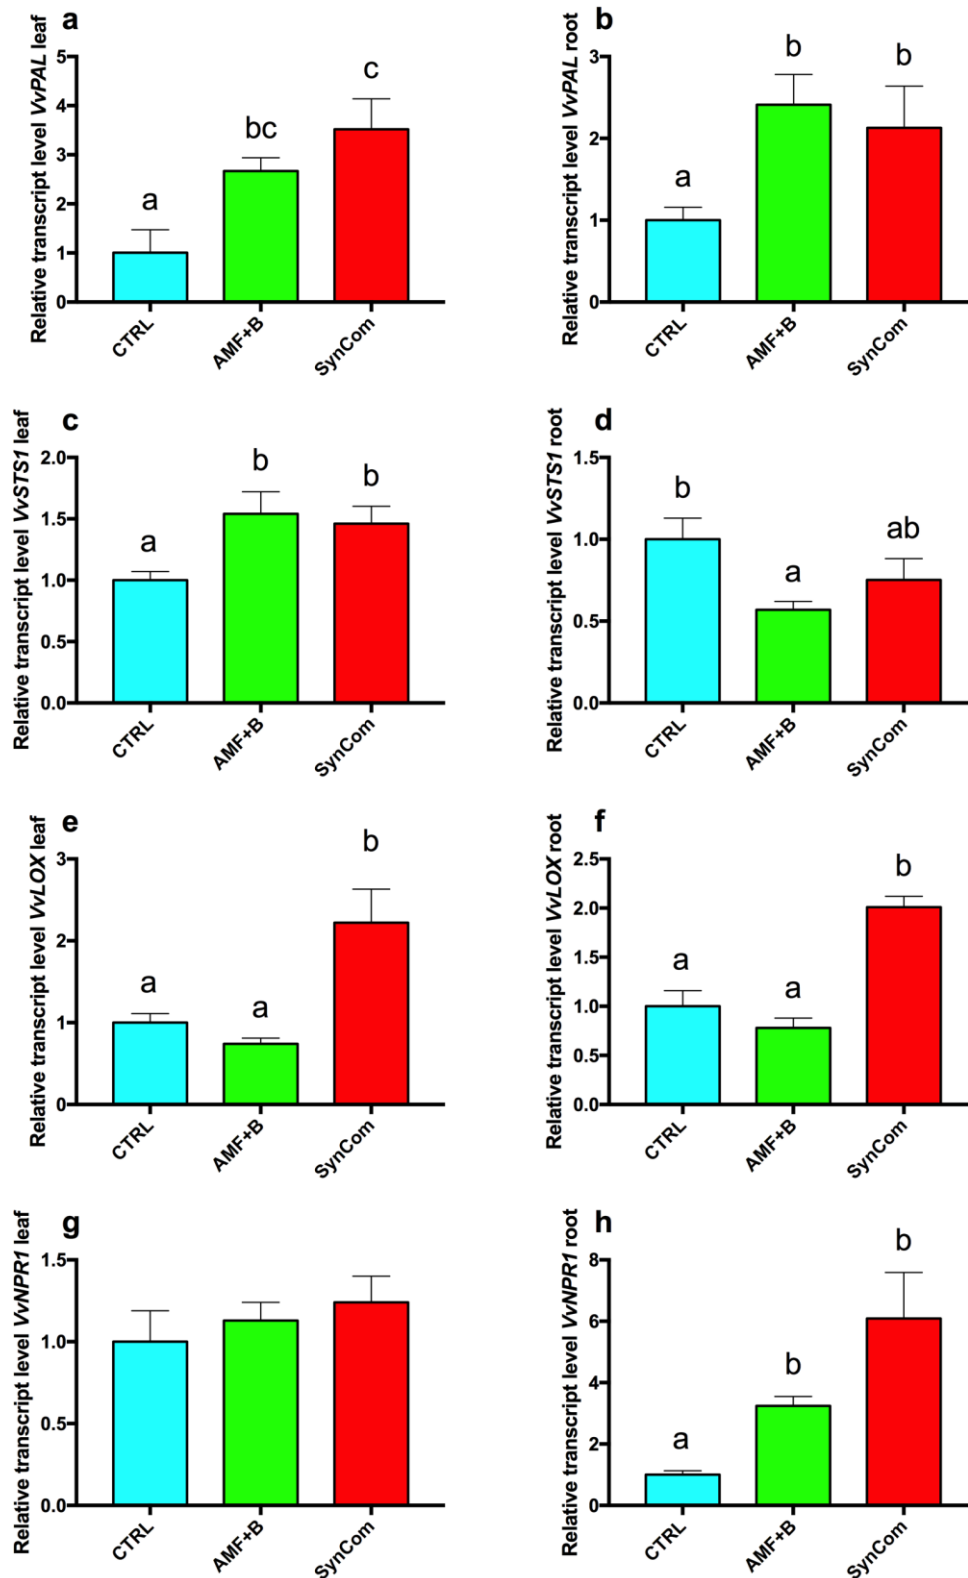 a
Relative transcript level VvPAL leaf
5
4
3
2
1
0
a
bc
c
CTRL
AMF+B
SynCom
b
Relative transcript level VvPAL root
3
2
1
0
a
b
b
CTRL
AMF+B
SynCom
c
Relative transcript level VvSTS1 leaf
2.0
1.5
1.0
0.5
0.0
a
b
b
CTRL
AMF+B
SynCom
d
Relative transcript level VvSTS1 root
1.5
1.0
0.5
0.0
b
a
ab
CTRL
AMF+B
SynCom
e
Relative transcript level VvLOX leaf
3
2
1
0
a
a
b
CTRL
AMF+B
SynCom
f
Relative transcript level VvLOX root
2.5
2.0
1.5
1.0
0.5
0.0
a
a
b
CTRL
AMF+B
SynCom
g
Relative transcript level VvNPR1 leaf
1.5
1.0
0.5
0.0
CTRL
AMF+B
SynCom
h
Relative transcript level VvNPR1 root
8
6
4
2
0
a
b
b
CTRL
AMF+B
SynCom